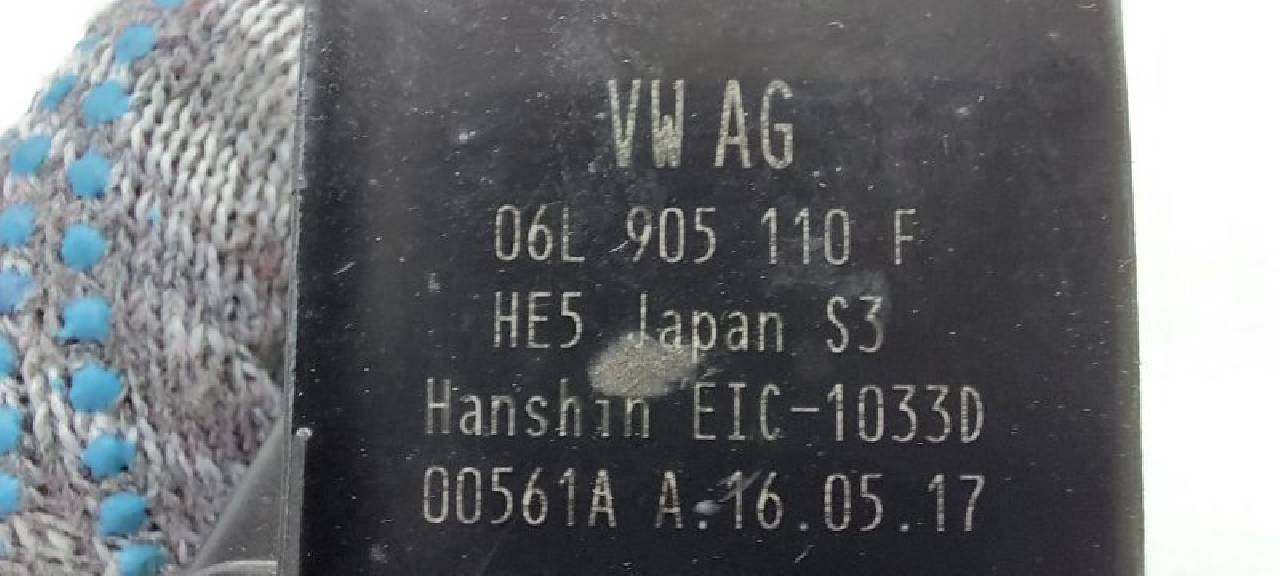 VW AG
06L 905 110 F
HE5 Japan S3
Hanshin EIC-1033D
00561A A.16.05.17